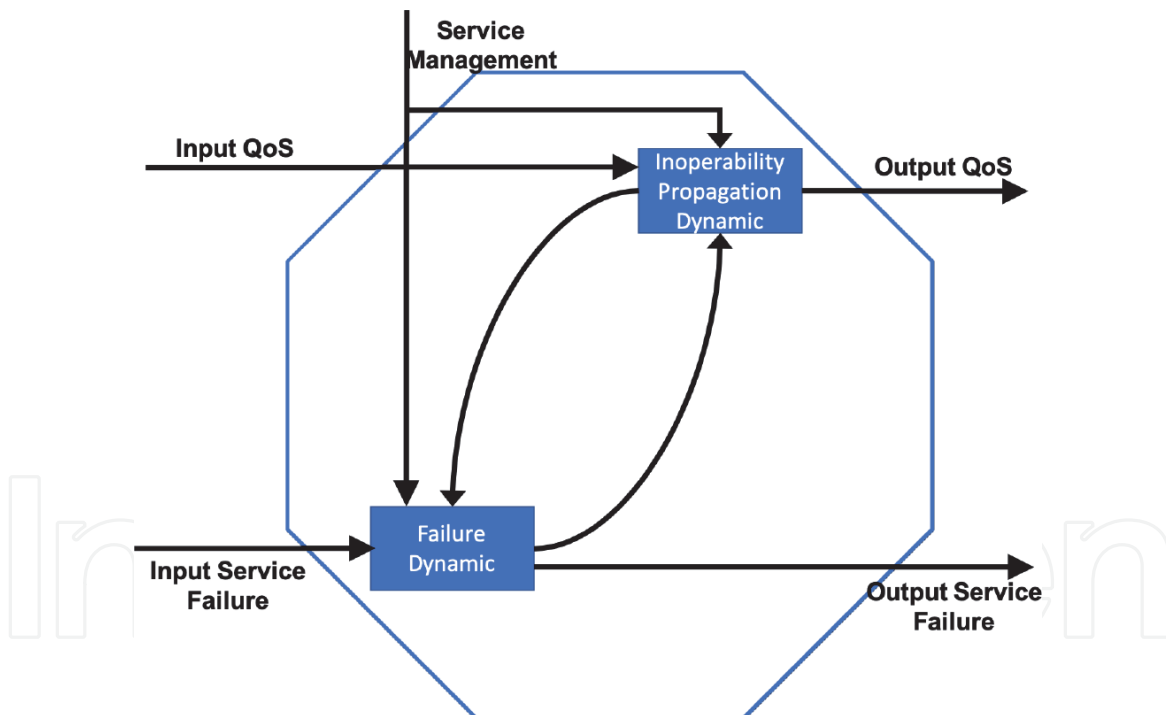 Service
Management
Input QoS
Inoperability
Propagation
Dynamic
Output QoS
Failure
Dynamic
Input Service
Failure
Output Service
Failure